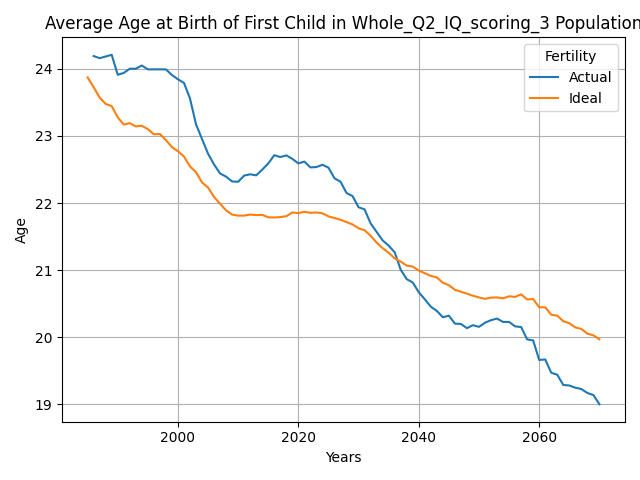 Average Age at Birth of First Child in Whole_Q2_IQ_scoring_3 Population
Fertility
Actual
Ideal
24
23
22
21
20
19
Age
2000
2020
2040
2060
Years